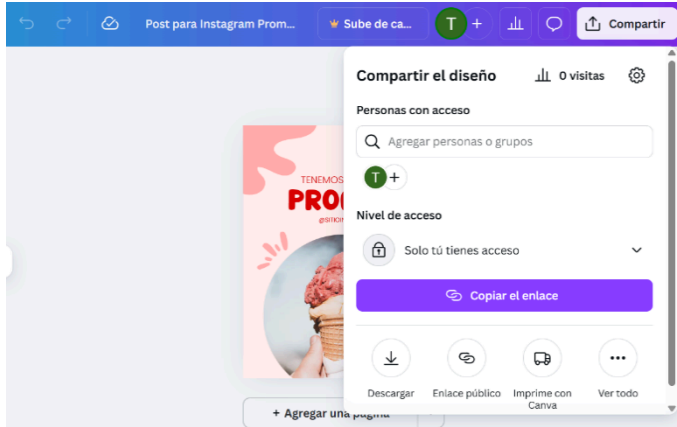 Post para Instagram Prom...
Sube de ca...
T
Compartir
Compartir el diseño
0 visitas
Personas con acceso
Agregar personas o grupos
T
Nivel de acceso
Solo tú tienes acceso
Copiar el enlace
Descargar
Enlace público
Imprime con
Canva
Ver todo
TENEMOS
PRO
+ Agregar una página